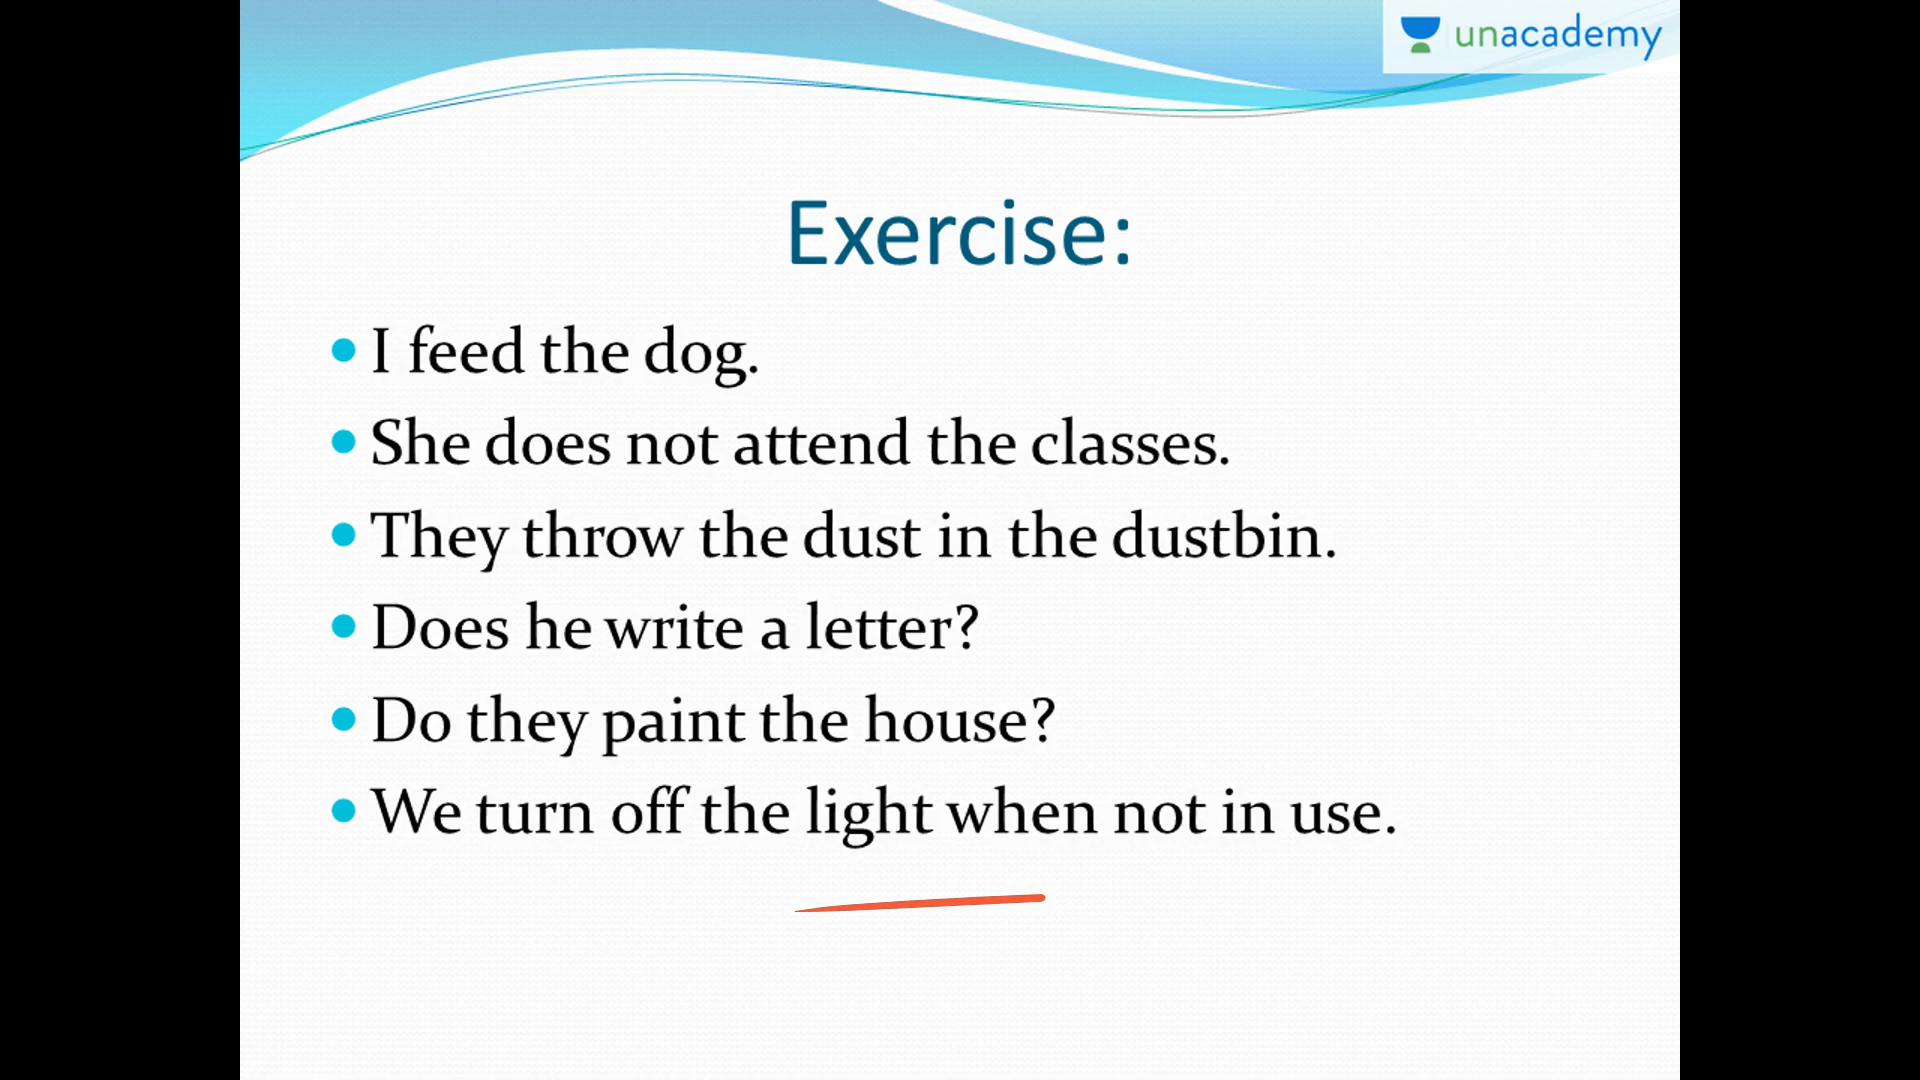 unacademy
Exercise:
I feed the dog.
She does not attend the classes.
They throw the dust in the dustbin.
Does he write a letter?
Do they paint the house?
We turn off the light when not in use.